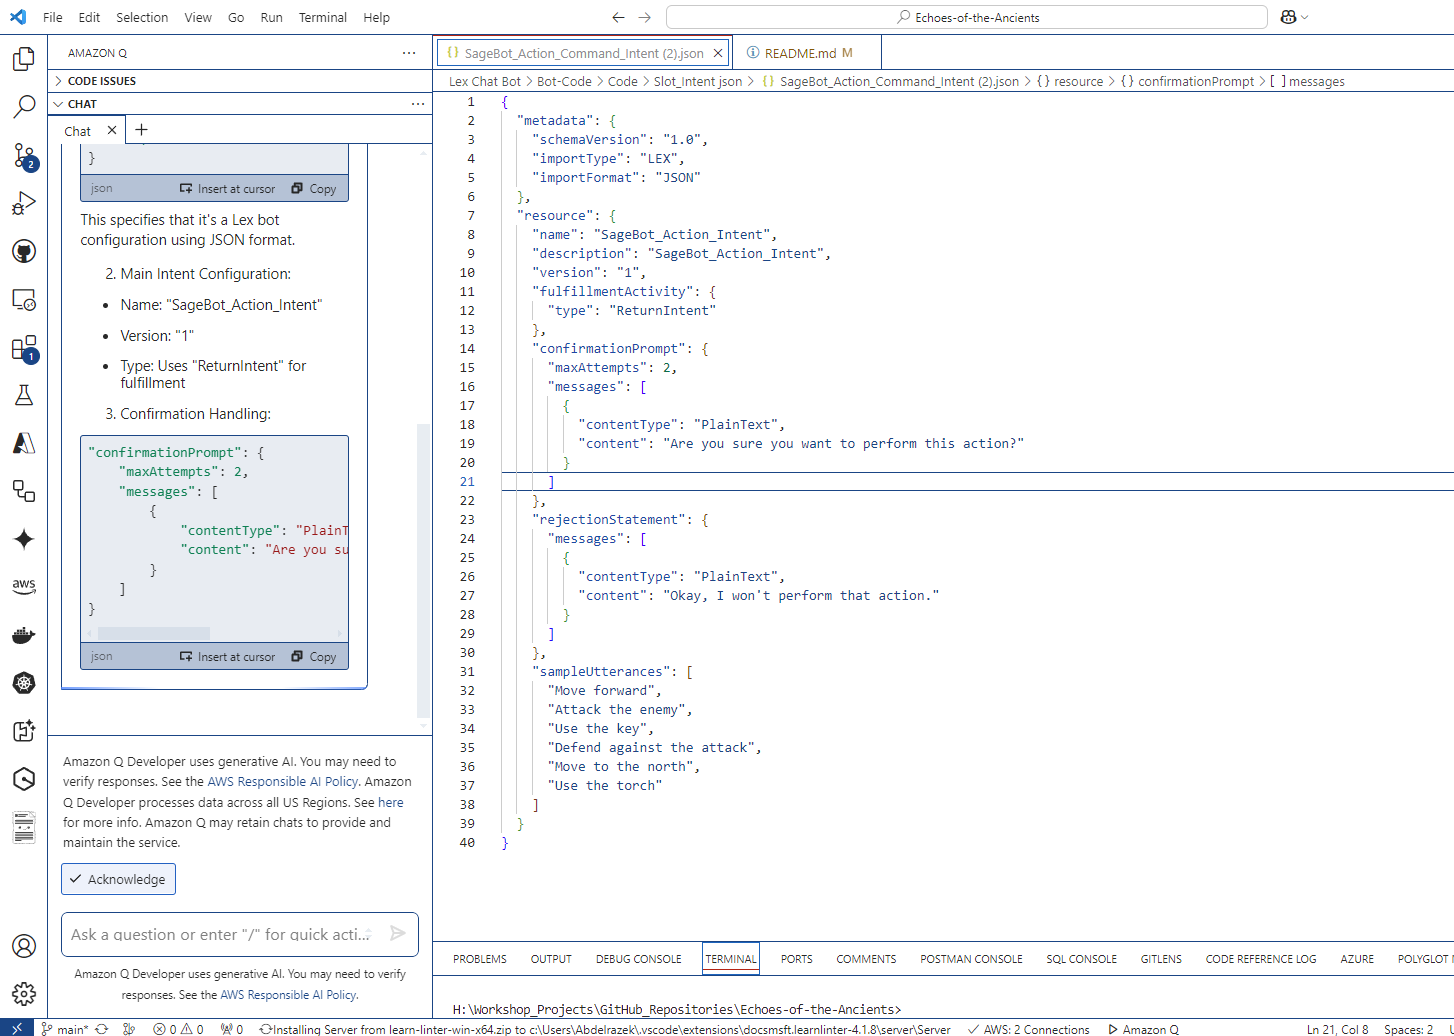 File Edit Selection View Go Run Terminal Help
Echoes-of-the-Ancients
AMAZON Q
CODE ISSUES
CHAT
Chat
}
json Insert at cursor Copy
This specifies that it's a Lex bot
configuration using JSON format.
2. Main Intent Configuration:
• Name: "SageBot_Action_Intent"
• Version: "1"
• Type: Uses "ReturnIntent" for
fulfillment
3. Confirmation Handling:
"confirmationPrompt": {
"maxAttempts": 2,
"messages": [
{
"contentType": "PlainT
"content": "Are you su
}
]
}
json Insert at cursor Copy
Amazon Q Developer uses generative AI. You may need to
verify responses. See the AWS Responsible AI Policy. Amazon
Q Developer processes data across all US Regions. See here
for more info. Amazon Q may retain chats to provide and
maintain the service.
Acknowledge
Ask a question or enter "/" for quick acti...
Amazon Q Developer uses generative AI. You may need to verify
responses. See the AWS Responsible AI Policy.
2
1
aws
{} SageBot_Action_Command_Intent (2).json README.md M
Lex Chat Bot > Bot-Code > Code > Slot_Intent json > {} SageBot_Action_Command_Intent (2).json > {} resource > {} confirmationPrompt > [ ] messages
1 {
2 "metadata": {
3 "schemaVersion": "1.0",
4 "importType": "LEX",
5 "importFormat": "JSON"
6 },
7 "resource": {
8 "name": "SageBot_Action_Intent",
9 "description": "SageBot_Action_Intent",
10 "version": "1",
11 "fulfillmentActivity": {
12 "type": "ReturnIntent"
13 },
14 "confirmationPrompt": {
15 "maxAttempts": 2,
16 "messages": [
17 {
18 "contentType": "PlainText",
19 "content": "Are you sure you want to perform this action?"
20 }
21 ]
22 },
23 "rejectionStatement": {
24 "messages": [
25 {
26 "contentType": "PlainText",
27 "content": "Okay, I won't perform that action."
28 }
29 ]
30 },
31 "sampleUtterances": [
32 "Move forward",
33 "Attack the enemy",
34 "Use the key",
35 "Defend against the attack",
36 "Move to the north",
37 "Use the torch"
38 ]
39 }
40 }
PROBLEMS OUTPUT DEBUG CONSOLE TERMINAL PORTS COMMENTS POSTMAN CONSOLE SQL CONSOLE GITLENS CODE REFERENCE LOG AZURE POLYGLOT
H:\Workshop_Projects\GitHub_Repositories\Echoes-of-the-Ancients>
main* 0 0 0 Installing Server from learn-linter-win-x64.zip to c:\Users\Abdelrazek\.vscode\extensions\docsmsft.learnlinter-4.1.8\server\Server AWS: 2 Connections Amazon Q Ln 21, Col 8 Spaces: 2